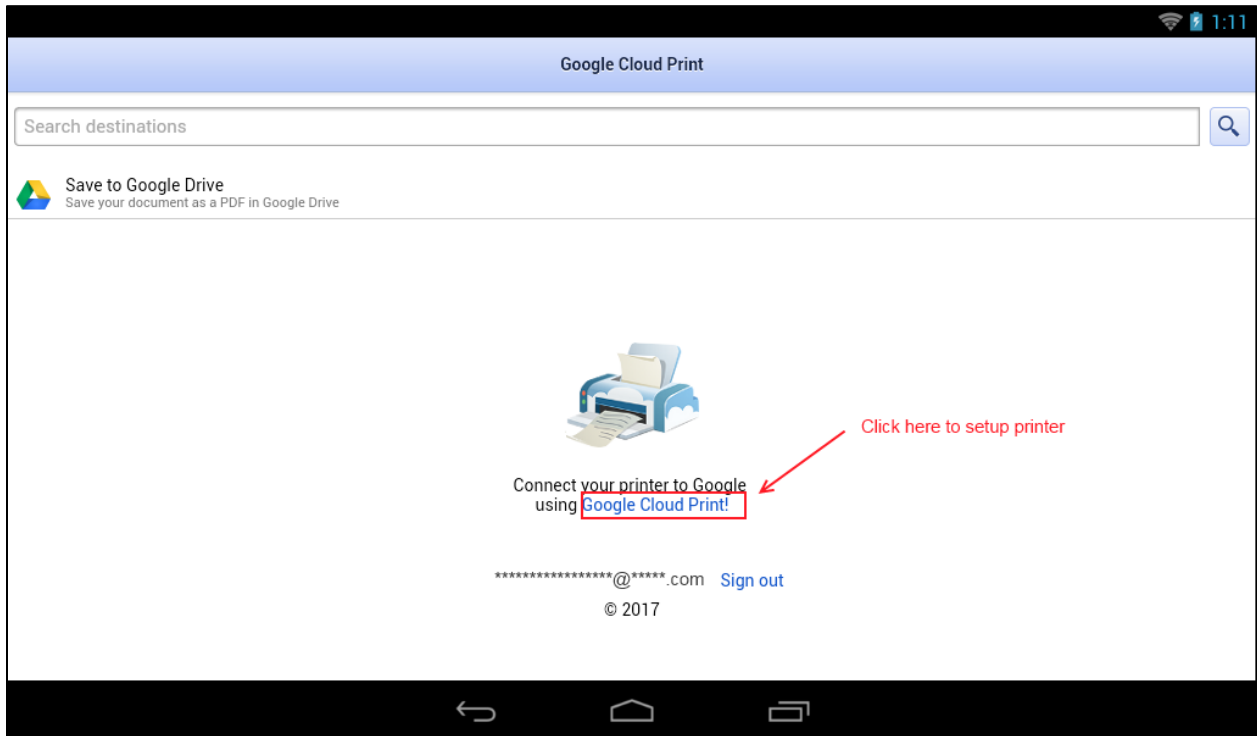 1:11
Google Cloud Print
Search destinations
Save to Google Drive
Save your document as a PDF in Google Drive
Click here to setup printer
Connect your printer to Google
using Google Cloud Print!
*****************@*****.com Sign out
© 2017